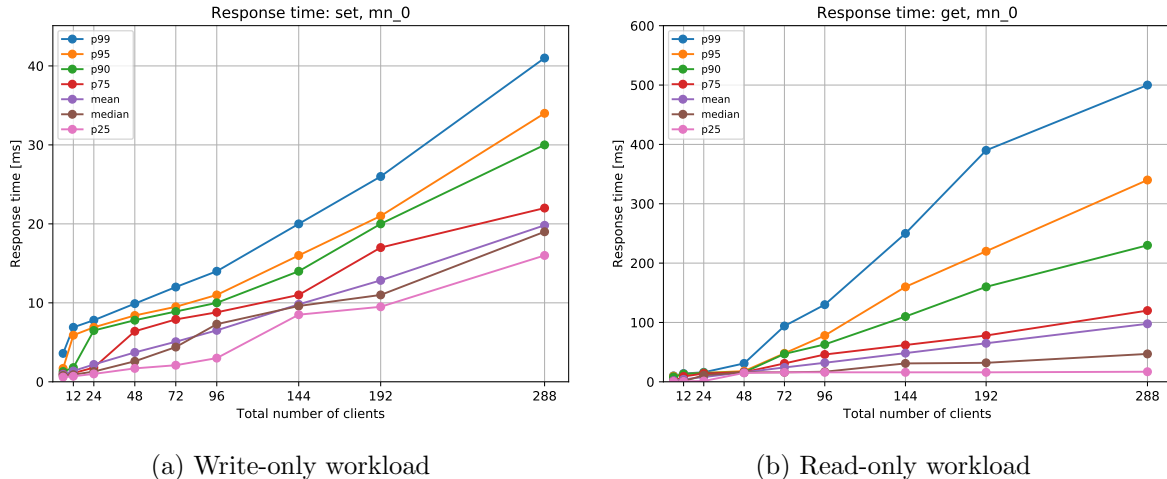 Response time: set, mn_0
p99
p95
p90
p75
mean
median
p25
40
30
20
10
0
Response time [ms]
12 24 48 72 96 144 192 288
Total number of clients
(a) Write-only workload
Response time: get, mn_0
p99
p95
p90
p75
mean
median
p25
600
500
400
300
200
100
0
Response time [ms]
12 24 48 72 96 144 192 288
Total number of clients
(b) Read-only workload